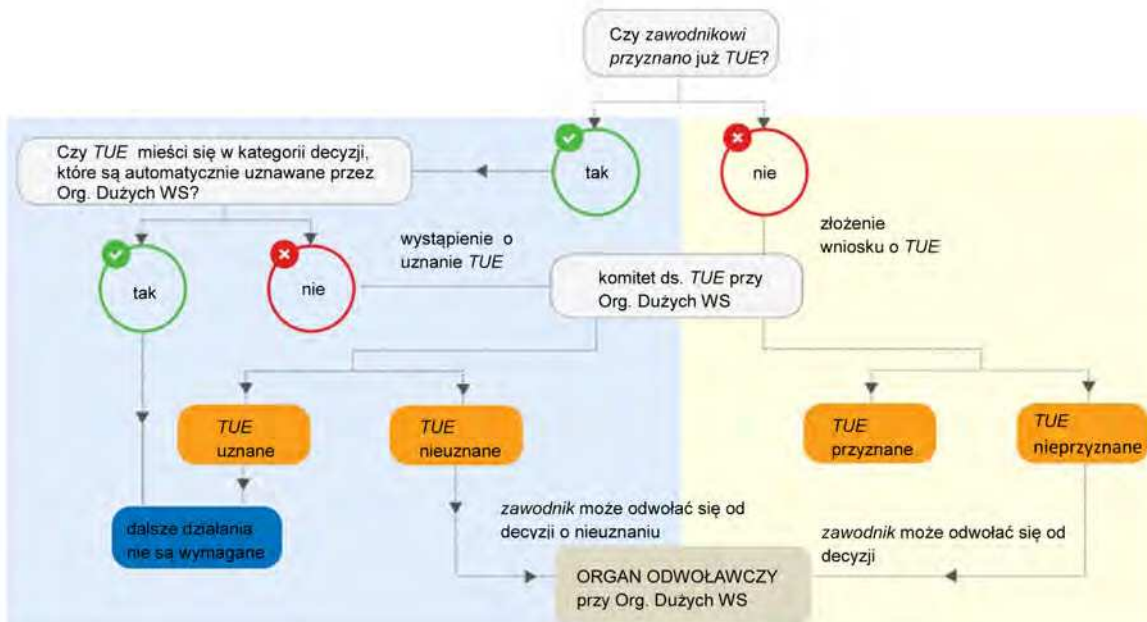 Czy zawodnikowi
przyznano już TUE?
Czy TUE mieści się w kategorii decyzji,
które są automatycznie uznawane przez
Org. Dużych WS?
tak
nie
tak
nie
wystąpienie o
uznanie TUE
złożenie
wniosku o TUE
komitet ds. TUE przy
Org. Dużych WS
TUE
uznane
TUE
nieuznane
TUE
przyznane
TUE
nieprzyznane
dalsze działania
nie są wymagane
zawodnik może odwołać się od
decyzji o nieuznaniu
zawodnik może odwołać się od
decyzji
ORGAN ODWOŁAWCZY
przy Org. Dużych WS